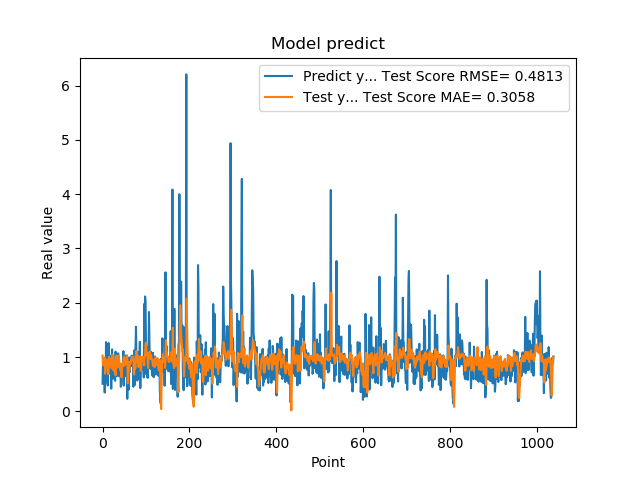 Model predict
Predict y... Test Score RMSE= 0.4813
Test y... Test Score MAE= 0.3058
Real value
6
5
4
3
2
1
0
0 200 400 600 800 1000
Point